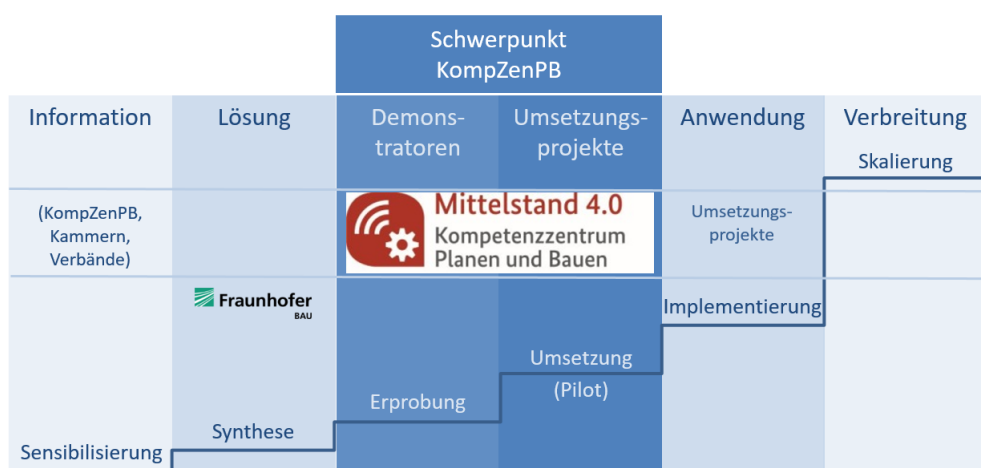 Schwerpunkt
KompZenPB
Information
Lösung
Demons-
tratoren
Umsetzungs-
projekte
Anwendung
Verbreitung
Skalierung
(KompZenPB,
Kammern,
Verbände)
Mittelstand 4.0
Kompetenzzentrum
Planen und Bauen
Umsetzungs-
projekte
Fraunhofer
BAU
Implementierung
Umsetzung
(Pilot)
Erprobung
Synthese
Sensibilisierung